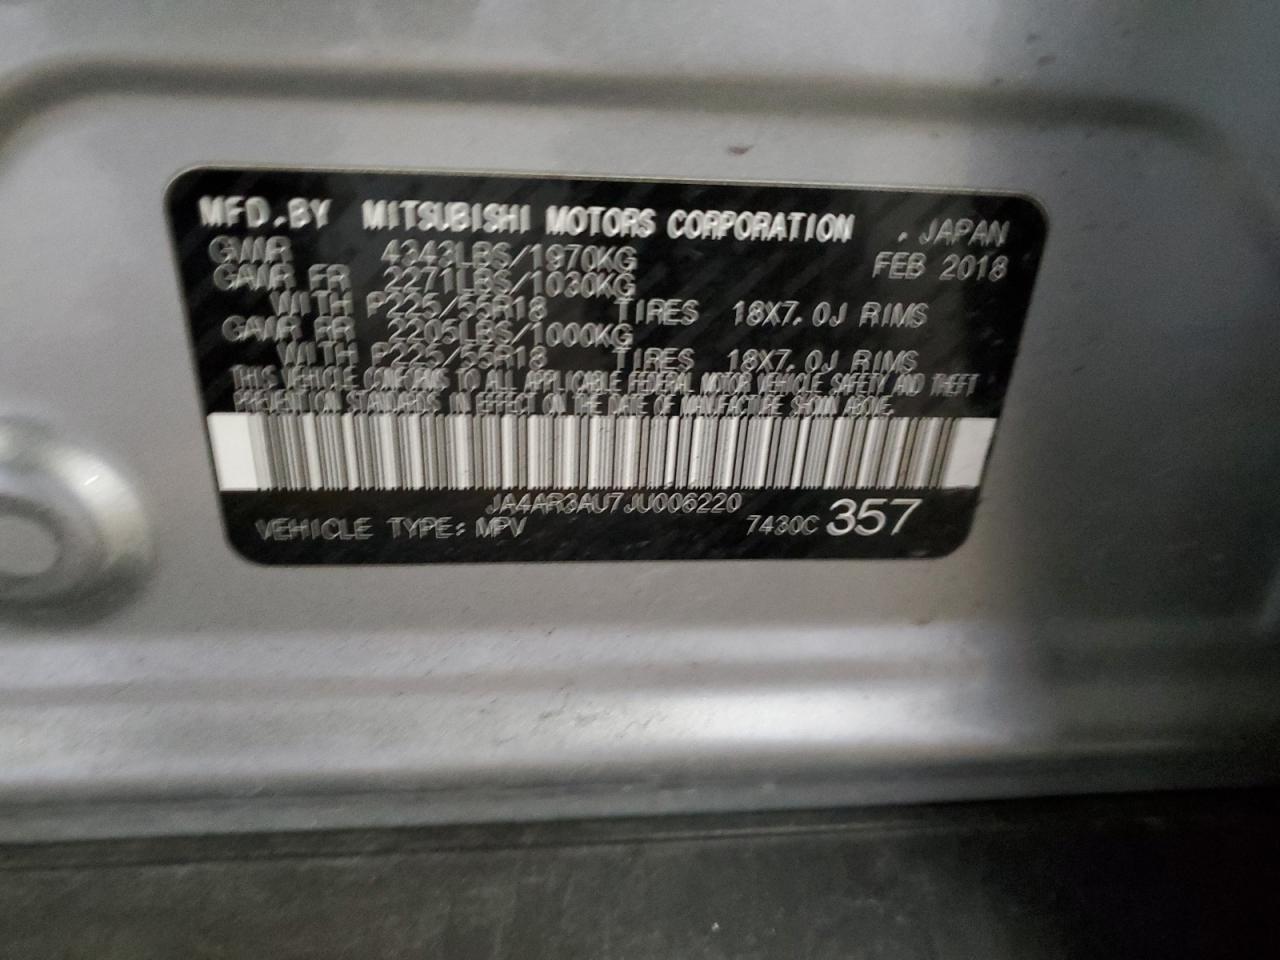 MFD.BY MITSUBISHI MOTORS CORPORATION , JAPAN
GVWR 4343LBS/1970KG FEB 2018
GAWR FR 2271LBS/1030KG
WITH P225/55R18 TIRES 18X7.0J RIMS
GAWR RR 2205LBS/1000KG
WITH P225/55R18 TIRES 18X7.0J RIMS
THIS VEHICLE CONFORMS TO ALL APPLICABLE FEDERAL MOTOR VEHICLE SAFETY AND THEFT
PREVENTION STANDARDS IN EFFECT ON THE DATE OF MANUFACTURE SHOWN ABOVE.
JA4AR3AU7JU006220
VEHICLE TYPE: MPV 7430C 357